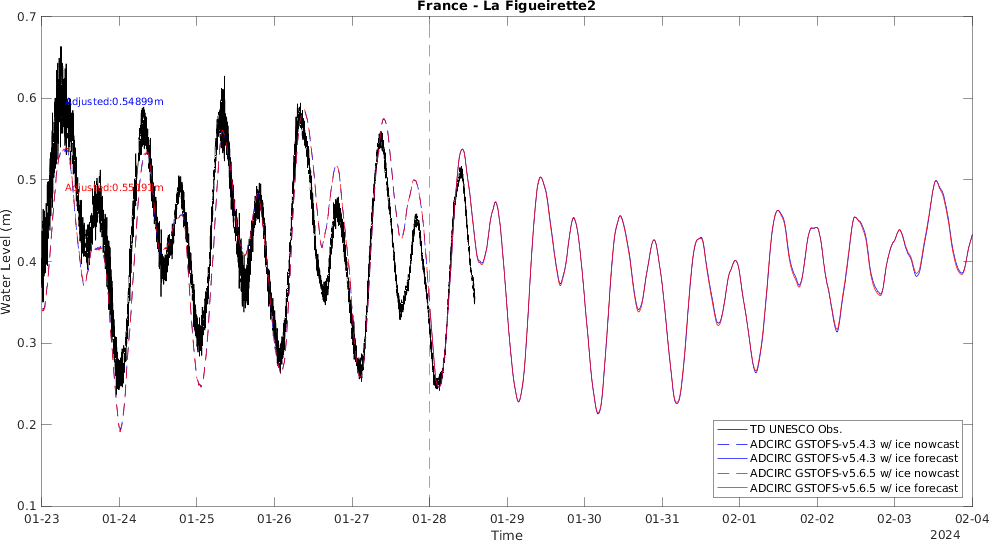 France - La Figueirette2
0.7
0.6
0.5
0.4
0.3
0.2
0.1
Water Level (m)
Adjusted:0.54899m
Adjusted:0.55191m
TD UNESCO Obs.
ADCIRC GSTOFS-v5.4.3 w/ ice nowcast
ADCIRC GSTOFS-v5.4.3 w/ ice forecast
ADCIRC GSTOFS-v5.6.5 w/ ice nowcast
ADCIRC GSTOFS-v5.6.5 w/ ice forecast
01-23 01-24 01-25 01-26 01-27 01-28 01-29 01-30 01-31 02-01 02-02 02-03 02-04
Time
2024